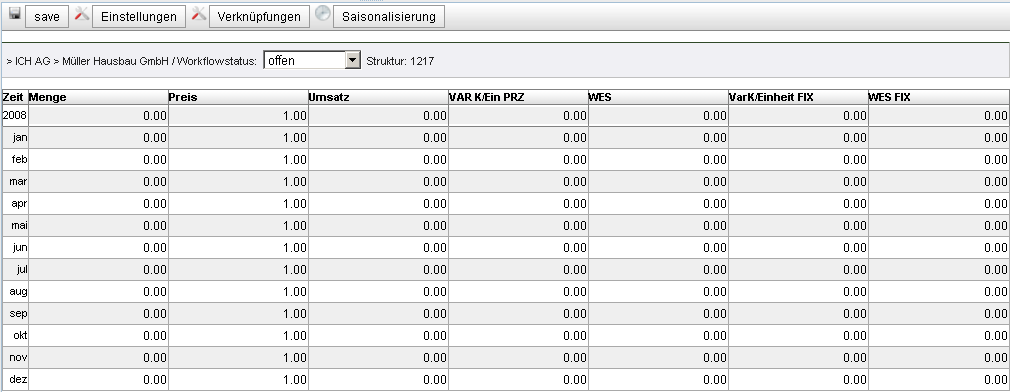 save Einstellungen Verknüpfungen Saisonalisierung
> ICH AG > Müller Hausbau GmbH / Workflowstatus: offen Struktur: 1217
Zeit Menge Preis Umsatz VAR K/Ein PRZ WES VarK/Einheit FIX WES FIX
2008 0.00 1.00 0.00 0.00 0.00 0.00 0.00
jan 0.00 1.00 0.00 0.00 0.00 0.00 0.00
feb 0.00 1.00 0.00 0.00 0.00 0.00 0.00
mar 0.00 1.00 0.00 0.00 0.00 0.00 0.00
apr 0.00 1.00 0.00 0.00 0.00 0.00 0.00
mai 0.00 1.00 0.00 0.00 0.00 0.00 0.00
jun 0.00 1.00 0.00 0.00 0.00 0.00 0.00
jul 0.00 1.00 0.00 0.00 0.00 0.00 0.00
aug 0.00 1.00 0.00 0.00 0.00 0.00 0.00
sep 0.00 1.00 0.00 0.00 0.00 0.00 0.00
okt 0.00 1.00 0.00 0.00 0.00 0.00 0.00
nov 0.00 1.00 0.00 0.00 0.00 0.00 0.00
dez 0.00 1.00 0.00 0.00 0.00 0.00 0.00